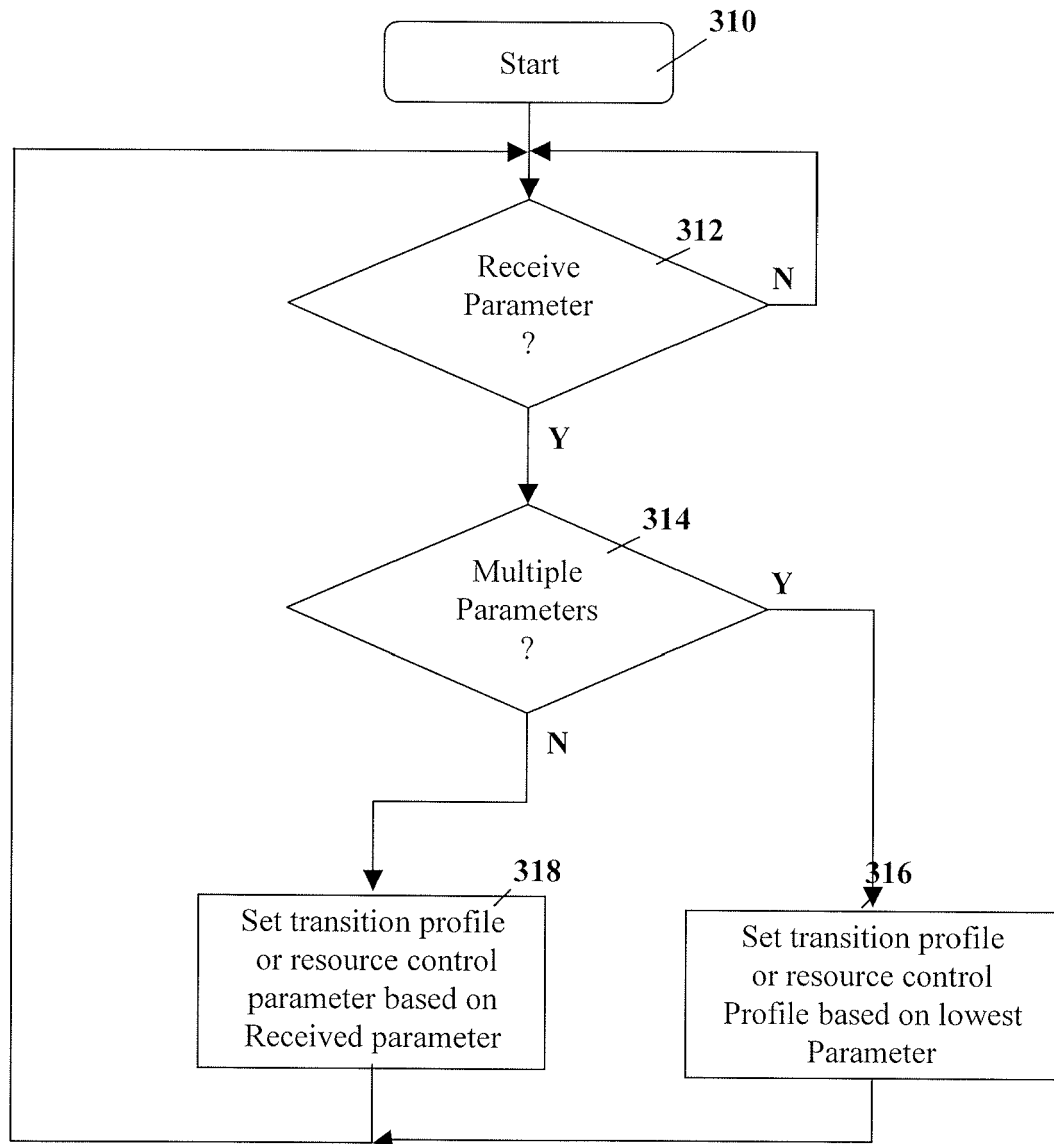 310
Start
312
Receive
Parameter
?
N
Y
314
Multiple
Parameters
?
Y
N
318
Set transition profile
or resource control
parameter based on
Received parameter
316
Set transition profile
or resource control
Profile based on lowest
Parameter